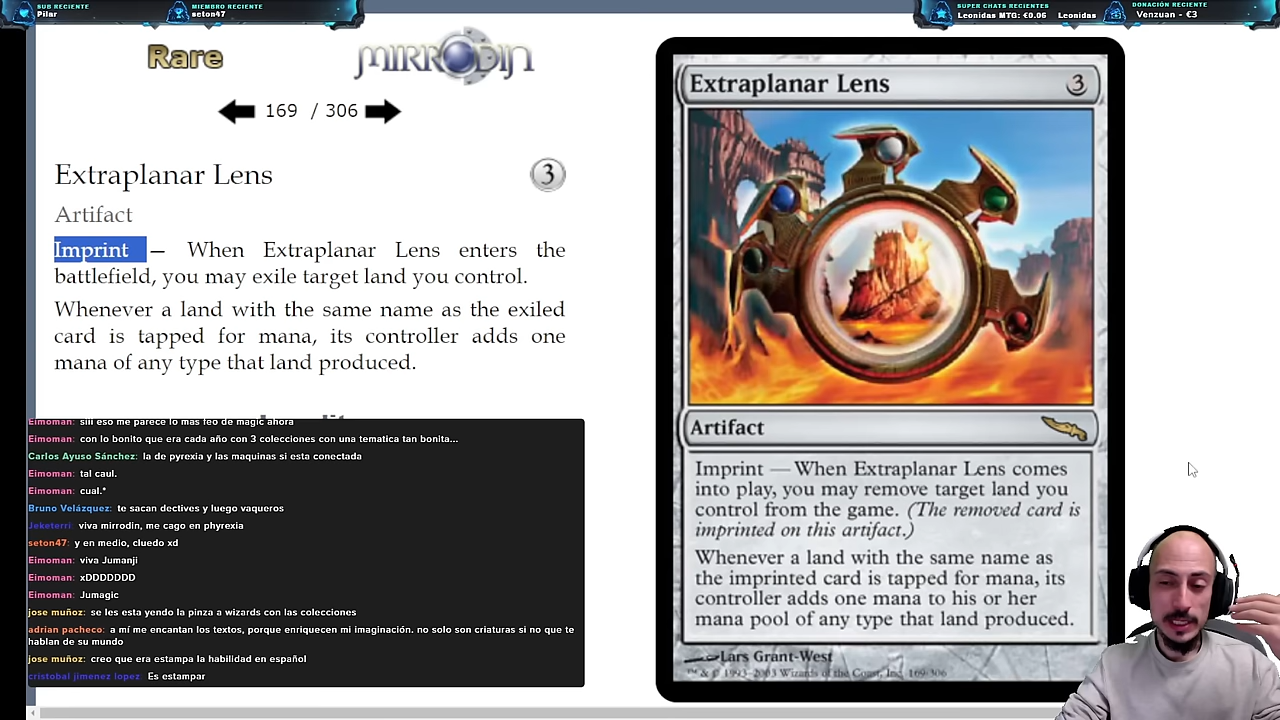 SUB RECIENTE
Pilar
MIEMBRO RECIENTE
seton47
SUPER CHATS RECIENTES
Leonidas MTG: €0.06 Leonidas
DONACIÓN RECIENTE
Venzuan - €3
Rare
MIRRODIN
169 / 306
Extraplanar Lens
3
Artifact
Imprint — When Extraplanar Lens enters the
battlefield, you may exile target land you control.
Whenever a land with the same name as the exiled
card is tapped for mana, its controller adds one
mana of any type that land produced.
Eimoman: siii eso me parece lo mas feo de magic ahora
Eimoman: con lo bonito que era cada año con 3 colecciones con una tematica tan bonita...
Carlos Ayuso Sánchez: la de pyrexia y las maquinas si esta conectada
Eimoman: tal caul.
Eimoman: cual.*
Bruno Velázquez: te sacan dectives y luego vaqueros
Jeketerri: viva mirrodin, me cago en phyrexia
seton47: y en medio, cluedo xd
Eimoman: viva Jumanji
Eimoman: xDDDDDDD
Eimoman: Jumagic
jose muñoz: se les esta yendo la pinza a wizards con las colecciones
adrian pacheco: a mí me encantan los textos, porque enriquecen mi imaginación. no solo son criaturas si no que te
hablan de su mundo
jose muñoz: creo que era estampa la habilidad en español
cristobal jimenez lopez: Es estampar
Extraplanar Lens 3
Artifact
Imprint — When Extraplanar Lens comes
into play, you may remove target land you
control from the game. (The removed card is
imprinted on this artifact.)
Whenever a land with the same name as
the imprinted card is tapped for mana, its
controller adds one mana to his or her
mana pool of any type that land produced.
Lars Grant-West
™ & © 1993-2003 Wizards of the Coast, Inc. 169/306